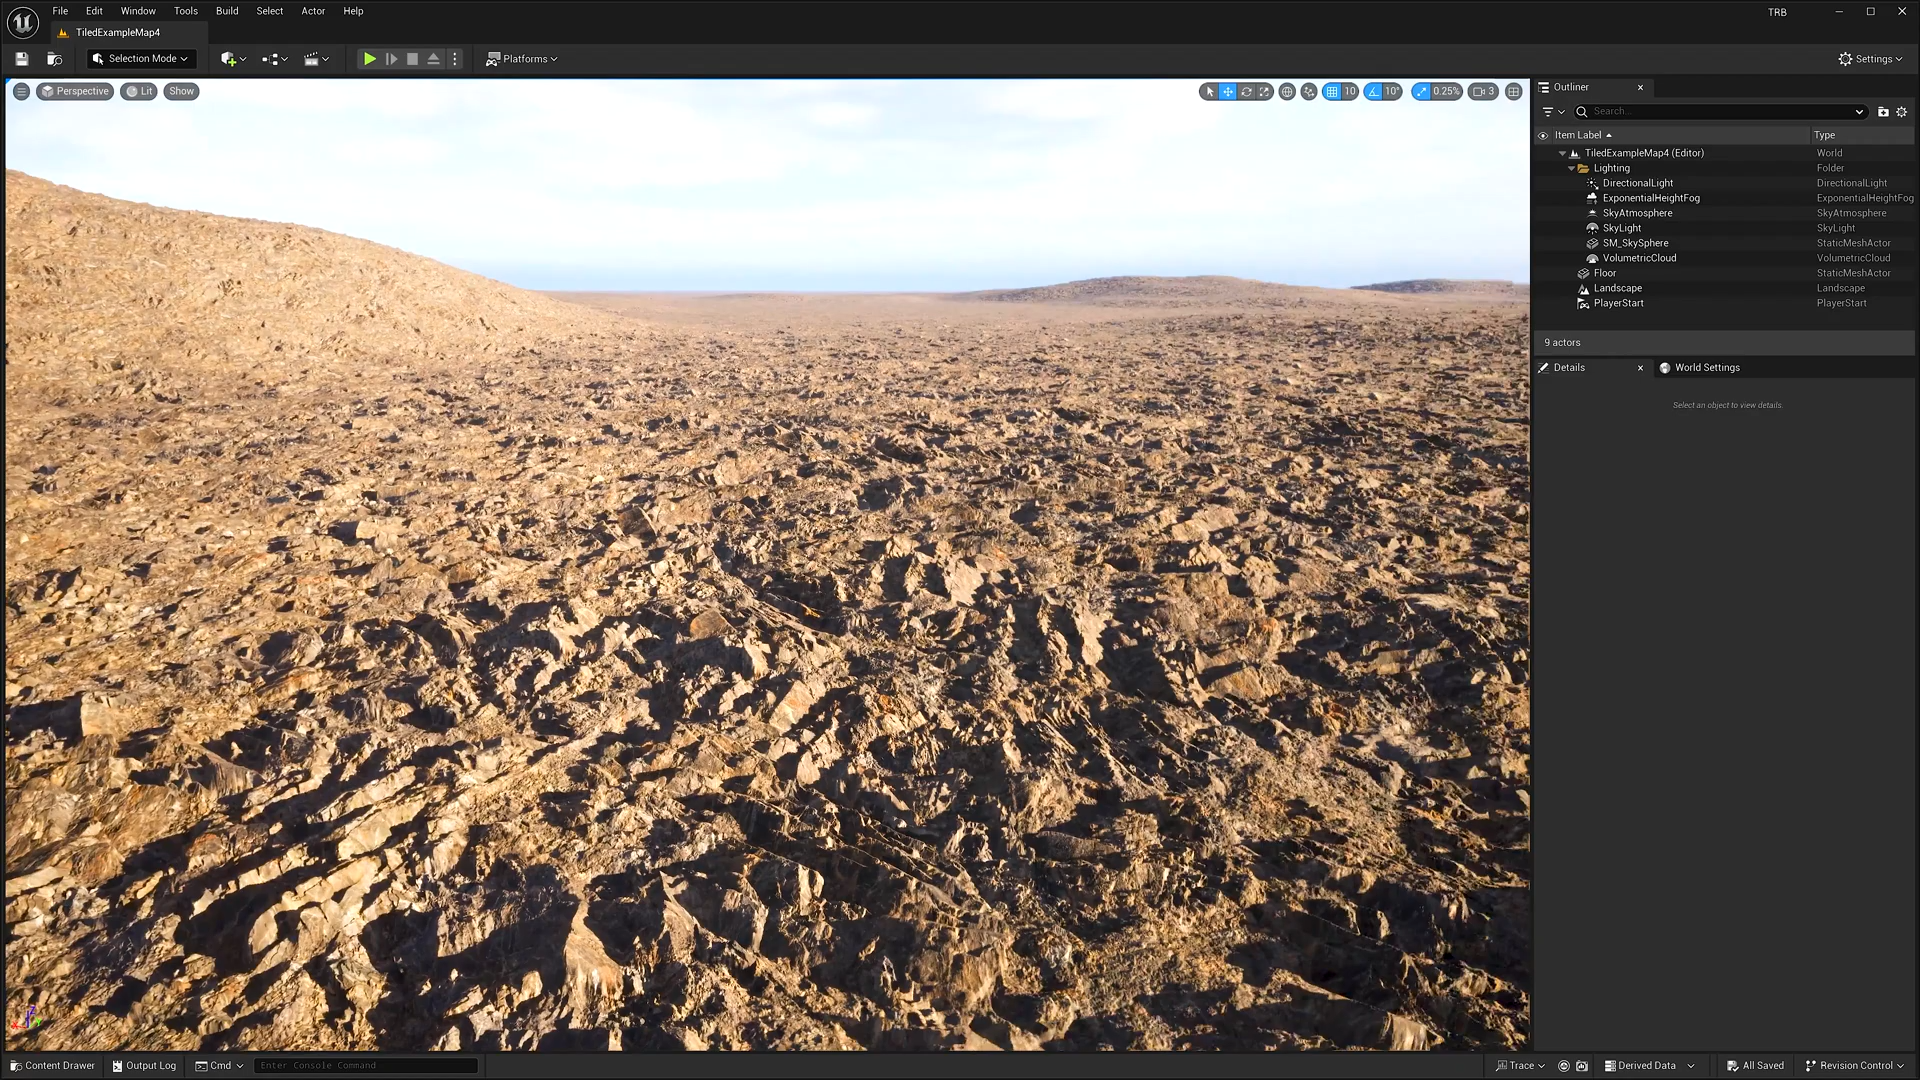 File Edit Window Tools Build Select Actor Help
TRB
TiledExampleMap4
Selection Mode
Platforms
Settings
Perspective
Lit
Show
10
10°
0.25%
3
Outliner
Search...
Item Label
Type
TiledExampleMap4 (Editor) World
Lighting Folder
DirectionalLight DirectionalLight
ExponentialHeightFog ExponentialHeightFog
SkyAtmosphere SkyAtmosphere
SkyLight SkyLight
SM_SkySphere StaticMeshActor
VolumetricCloud VolumetricCloud
Floor StaticMeshActor
Landscape Landscape
PlayerStart PlayerStart
9 actors
Details
World Settings
Select an object to view details.
Content Drawer
Output Log
Cmd
Enter Console Command
Trace
Derived Data
All Saved
Revision Control